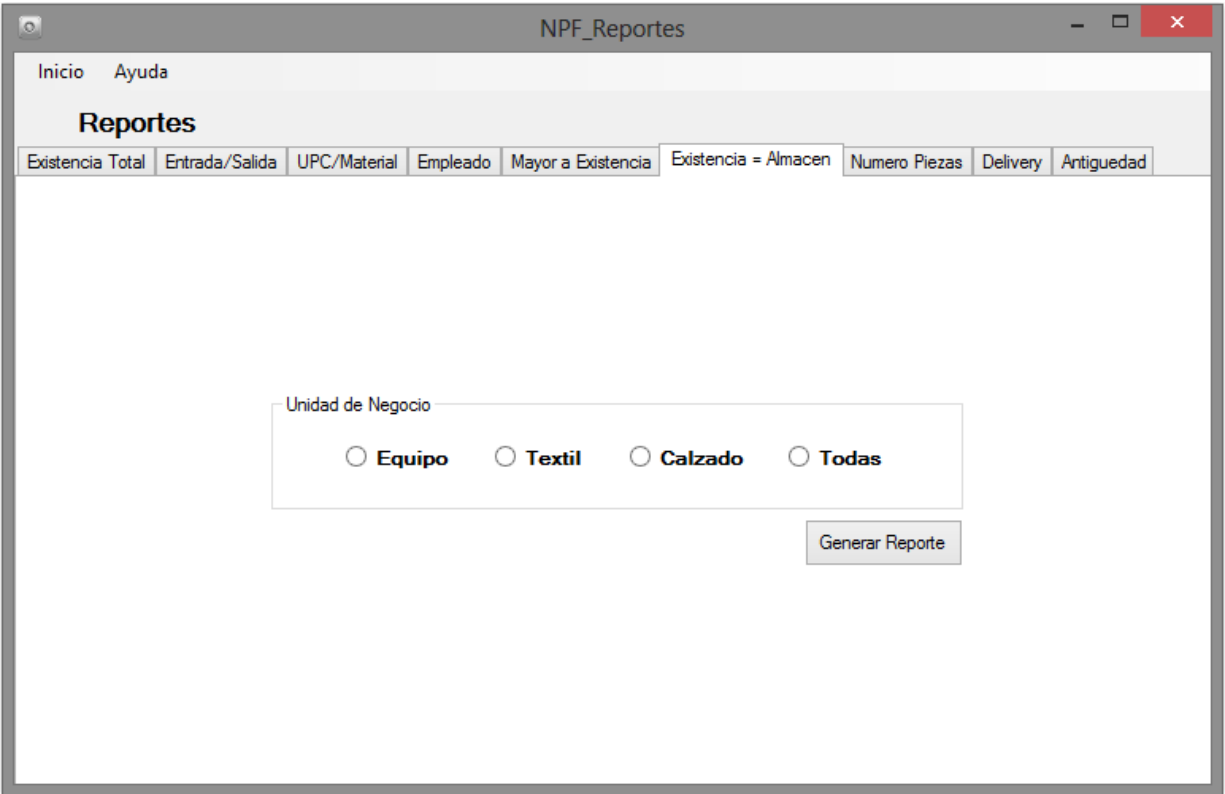 NPF_Reportes
Inicio Ayuda
Reportes
Existencia Total Entrada/Salida UPC/Material Empleado Mayor a Existencia Existencia = Almacen Numero Piezas Delivery Antiguedad
Unidad de Negocio
Equipo Textil Calzado Todas
Generar Reporte